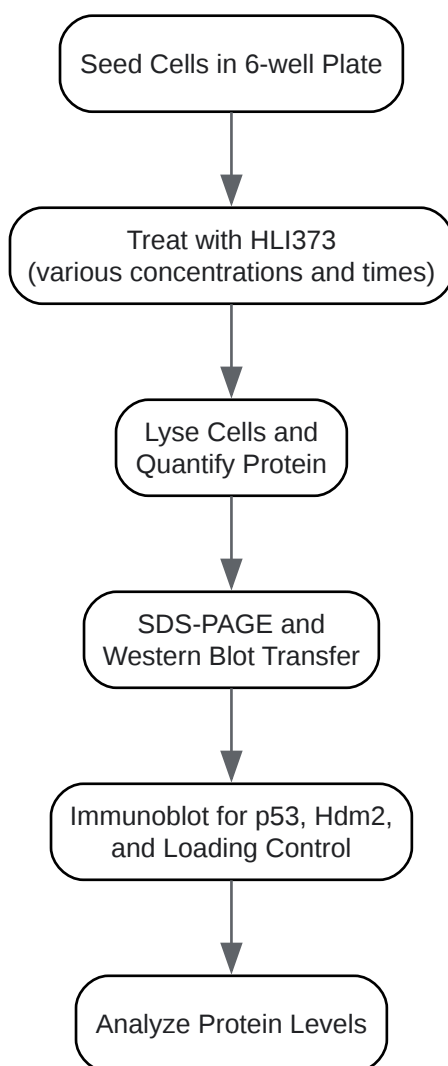 Seed Cells in 6-well Plate
Treat with HLI373
(various concentrations and times)
Lyse Cells and
Quantify Protein
SDS-PAGE and
Western Blot Transfer
Immunoblot for p53, Hdm2,
and Loading Control
Analyze Protein Levels